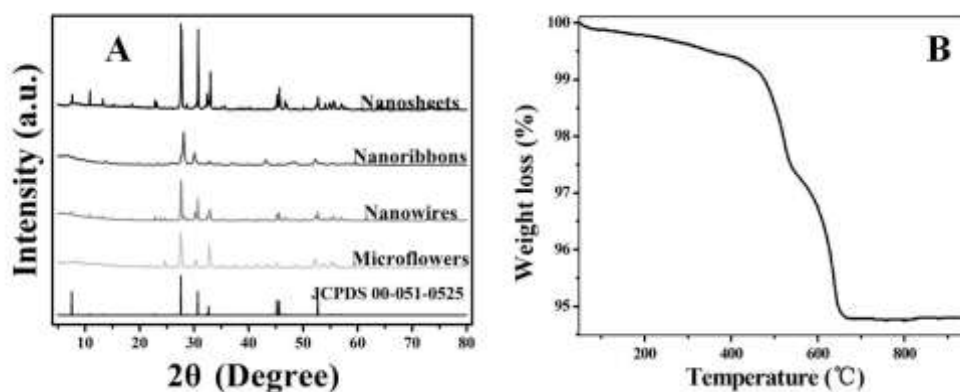 A
Intensity (a.u.)
Nanosheets
Nanoribbons
Nanowires
Microflowers
JCPDS 00-051-0525
10 20 30 40 50 60 70 80
2θ (Degree)
B
Weight loss (%)
100
99
98
97
96
95
200 400 600 800
Temperature (℃)